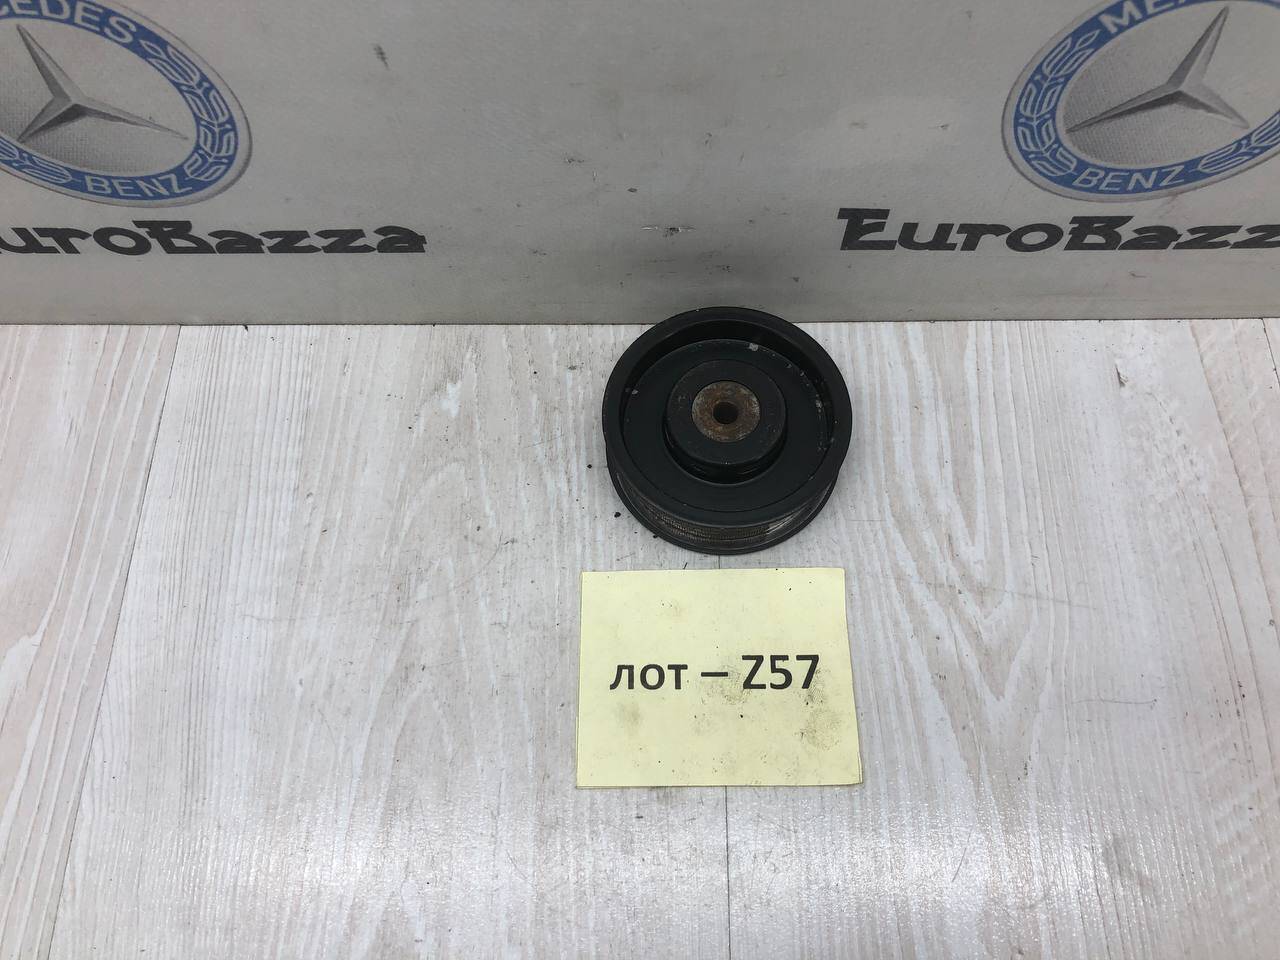 MERCEDES
BENZ
EuroBazza
MERCEDES
BENZ
EuroBazza
лот – Z57